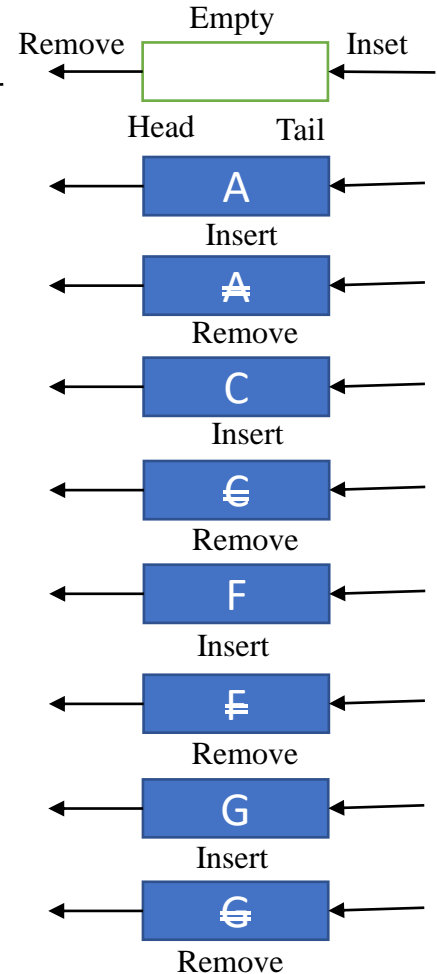 Empty
Remove Inset
Head Tail
A
Insert
A
Remove
C
Insert
C
Remove
F
Insert
F
Remove
G
Insert
G
Remove